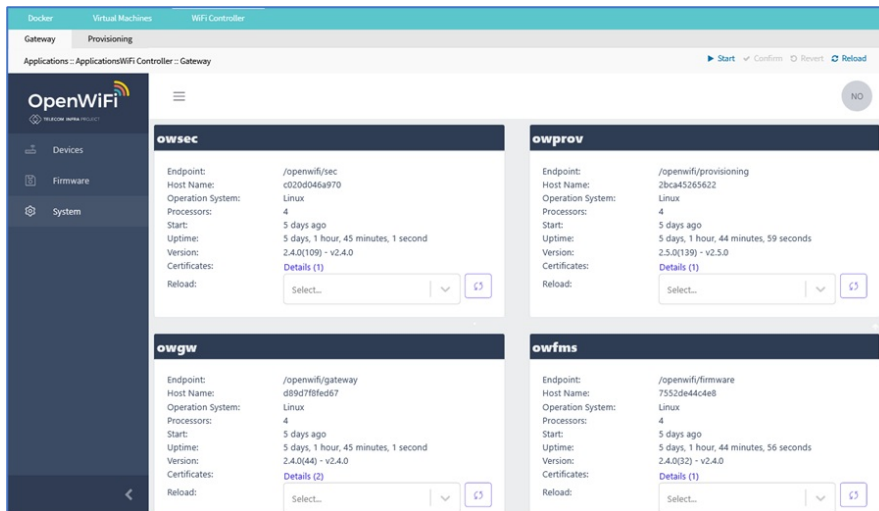 Docker Virtual Machines WiFi Controller
Gateway Provisioning
Applications :: ApplicationsWiFi Controller :: Gateway Start Confirm Revert Reload
OpenWiFi
TELECOM INFRA PROJECT
NO
Devices
Firmware
System
owsec
Endpoint: /openwifi/sec
Host Name: c020d046a970
Operation System: Linux
Processors: 4
Start: 5 days ago
Uptime: 5 days, 1 hour, 45 minutes, 1 second
Version: 2.4.0(109) - v2.4.0
Certificates: Details (1)
Reload: Select...
owprov
Endpoint: /openwifi/provisioning
Host Name: 2bca45265622
Operation System: Linux
Processors: 4
Start: 5 days ago
Uptime: 5 days, 1 hour, 44 minutes, 59 seconds
Version: 2.5.0(139) - v2.5.0
Certificates: Details (1)
Reload: Select...
owgw
Endpoint: /openwifi/gateway
Host Name: d89d7f8fed67
Operation System: Linux
Processors: 4
Start: 5 days ago
Uptime: 5 days, 1 hour, 45 minutes, 1 second
Version: 2.4.0(44) - v2.4.0
Certificates: Details (2)
Reload: Select...
owfms
Endpoint: /openwifi/firmware
Host Name: 7552de44c4e8
Operation System: Linux
Processors: 4
Start: 5 days ago
Uptime: 5 days, 1 hour, 44 minutes, 56 seconds
Version: 2.4.0(32) - v2.4.0
Certificates: Details (1)
Reload: Select...